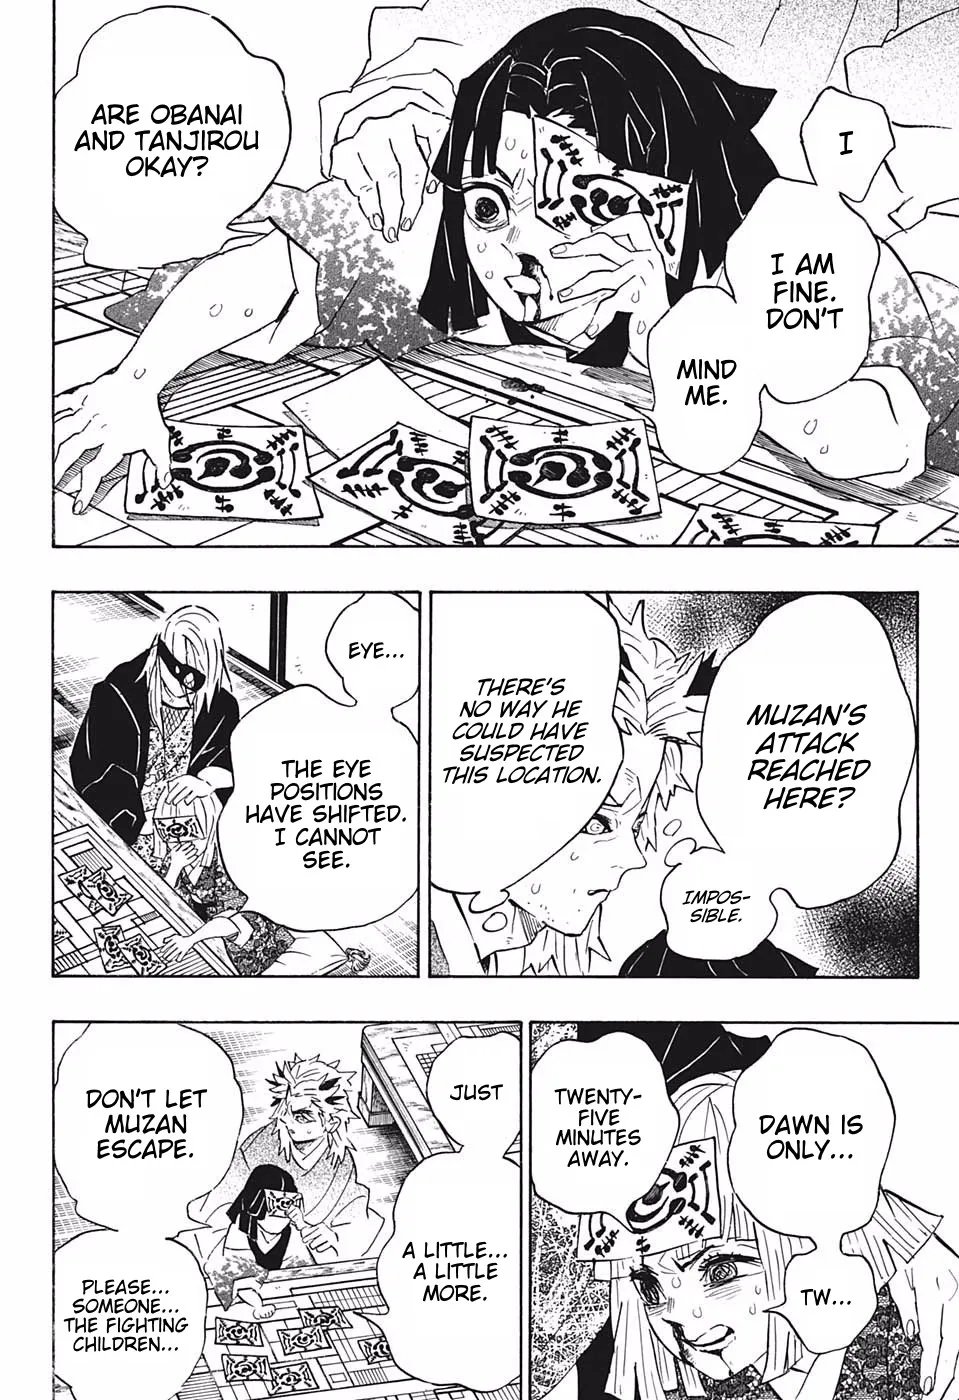 I
I AM
FINE.
DON'T
MIND
ME.
ARE OBANAI
AND TANJIROU
OKAY?
MUZAN'S
ATTACK
REACHED
HERE?
IMPOS-
SIBLE.
THERE'S
NO WAY HE
COULD HAVE
SUSPECTED
THIS LOCATION.
EYE...
THE EYE
POSITIONS
HAVE SHIFTED.
I CANNOT
SEE.
DAWN IS
ONLY...
TW...
TWENTY-
FIVE
MINUTES
AWAY.
JUST
A LITTLE...
A LITTLE
MORE.
DON'T LET
MUZAN
ESCAPE.
PLEASE...
SOMEONE...
THE FIGHTING
CHILDREN...